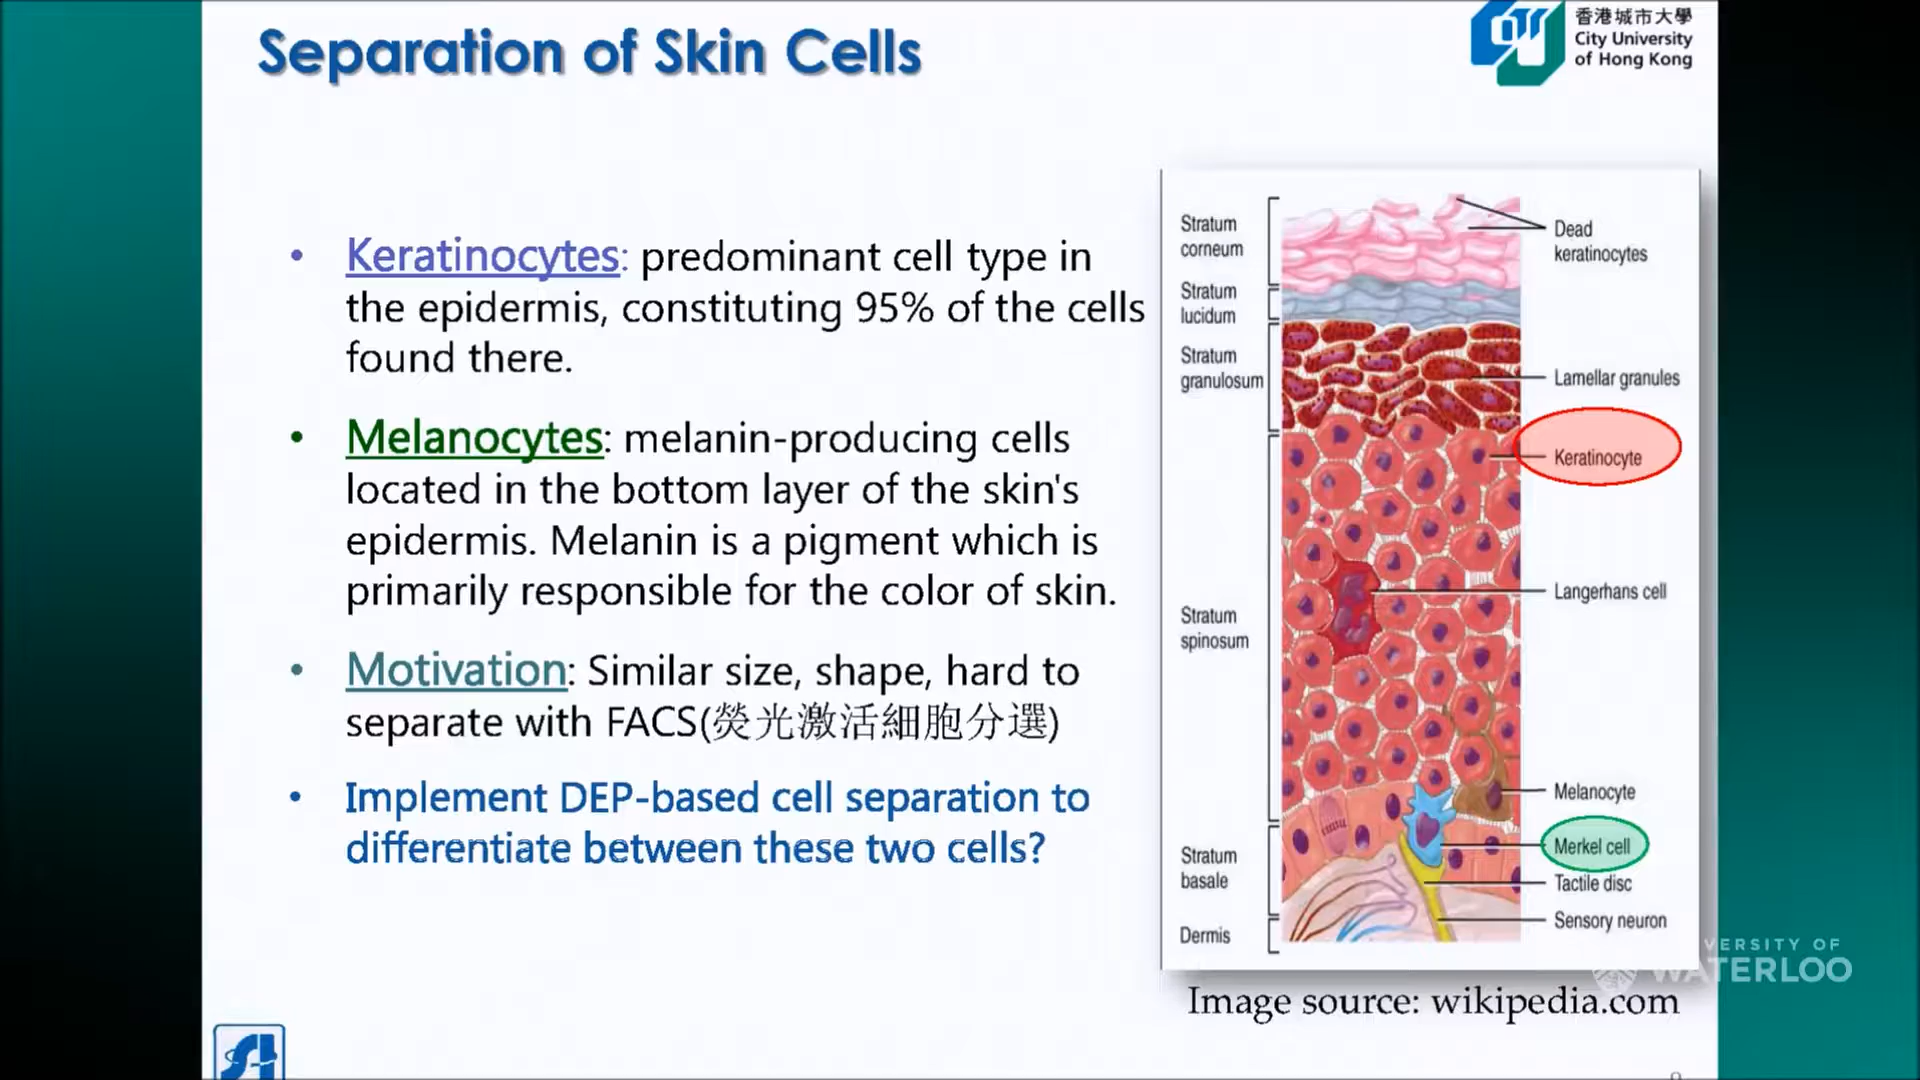 Separation of Skin Cells
香港城市大學
City University
of Hong Kong
• Keratinocytes: predominant cell type in
the epidermis, constituting 95% of the cells
found there.
• Melanocytes: melanin-producing cells
located in the bottom layer of the skin's
epidermis. Melanin is a pigment which is
primarily responsible for the color of skin.
• Motivation: Similar size, shape, hard to
separate with FACS(熒光激活細胞分選)
• Implement DEP-based cell separation to
differentiate between these two cells?
Stratum
corneum
Stratum
lucidum
Stratum
granulosum
Stratum
spinosum
Stratum
basale
Dermis
Dead
keratinocytes
Lamellar granules
Keratinocyte
Langerhans cell
Melanocyte
Merkel cell
Tactile disc
Sensory neuron
VERSITY OF
WATERLOO
Image source: wikipedia.com